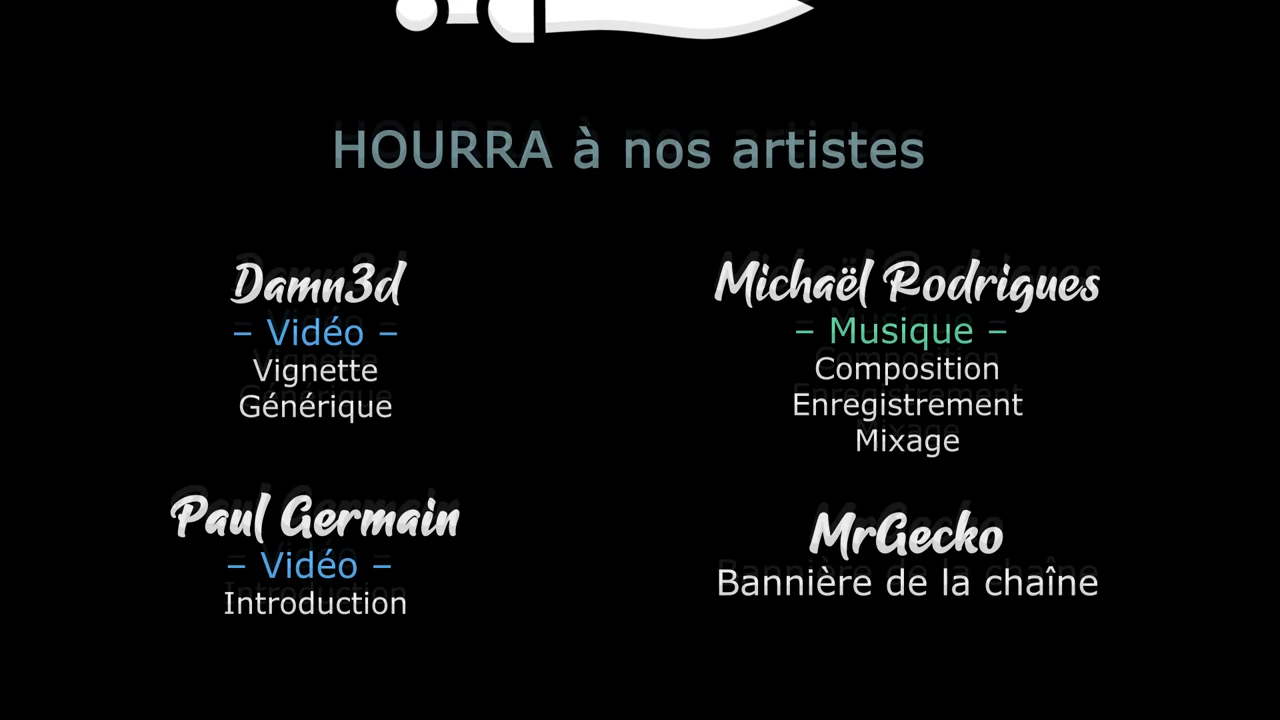 HOURRA à nos artistes
Damn3d
– Vidéo –
Vignette
Générique
Michaël Rodrigues
– Musique –
Composition
Enregistrement
Mixage
Paul Germain
– Vidéo –
Introduction
MrGecko
Bannière de la chaîne